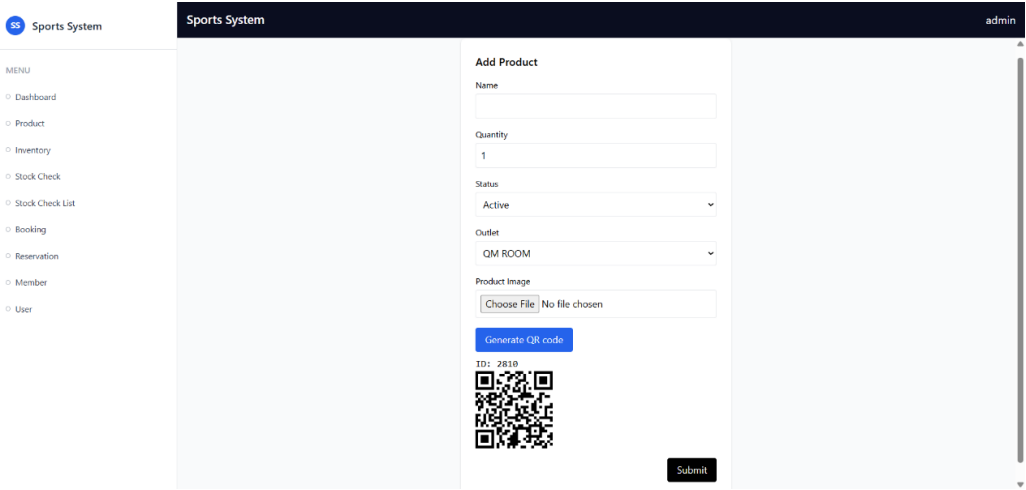 SS Sports System
MENU
Dashboard
Product
Inventory
Stock Check
Stock Check List
Booking
Reservation
Member
User
Sports System
admin
Add Product
Name
Quantity
1
Status
Active
Outlet
QM ROOM
Product Image
Choose File No file chosen
Generate QR code
ID: 2810
Submit